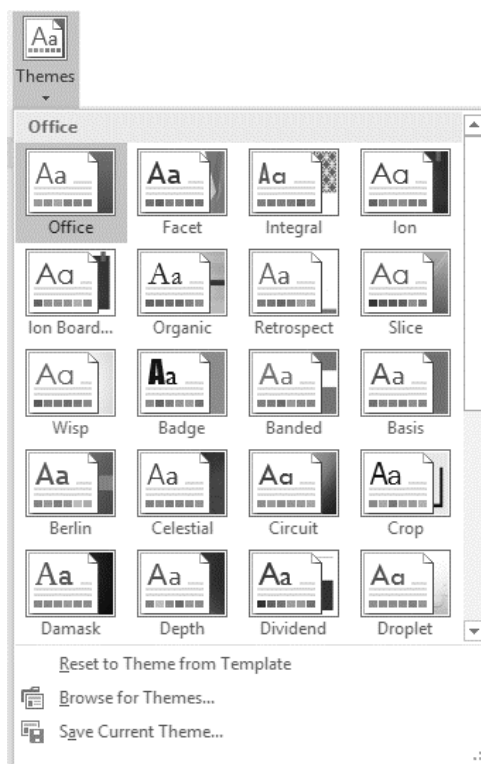 Aa
Themes
Office
Aa Aa Aa Aa
Office Facet Integral Ion
Aa Aa Aa Aa
Ion Board... Organic Retrospect Slice
Aa Aa Aa Aa
Wisp Badge Banded Basis
Aa Aa Aa Aa
Berlin Celestial Circuit Crop
Aa Aa Aa Aa
Damask Depth Dividend Droplet
Reset to Theme from Template
Browse for Themes...
Save Current Theme...